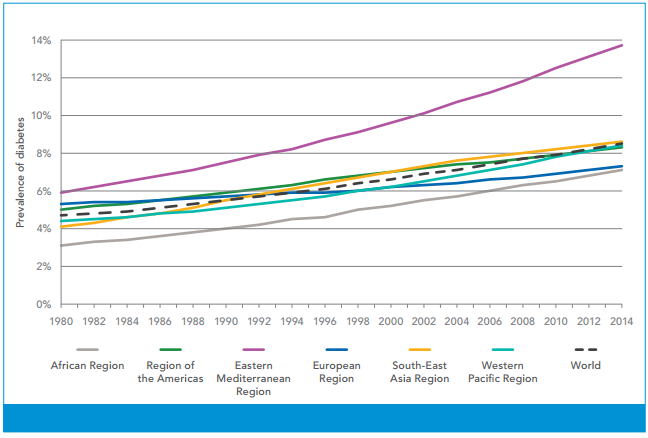 14%
12%
10%
8%
6%
4%
2%
0%
Prevalence of diabetes
1980 1982 1984 1986 1988 1990 1992 1994 1996 1998 2000 2002 2004 2006 2008 2010 2012 2014
African Region
Region of
the Americas
Eastern
Mediterranean
Region
European
Region
South-East
Asia Region
Western
Pacific Region
World